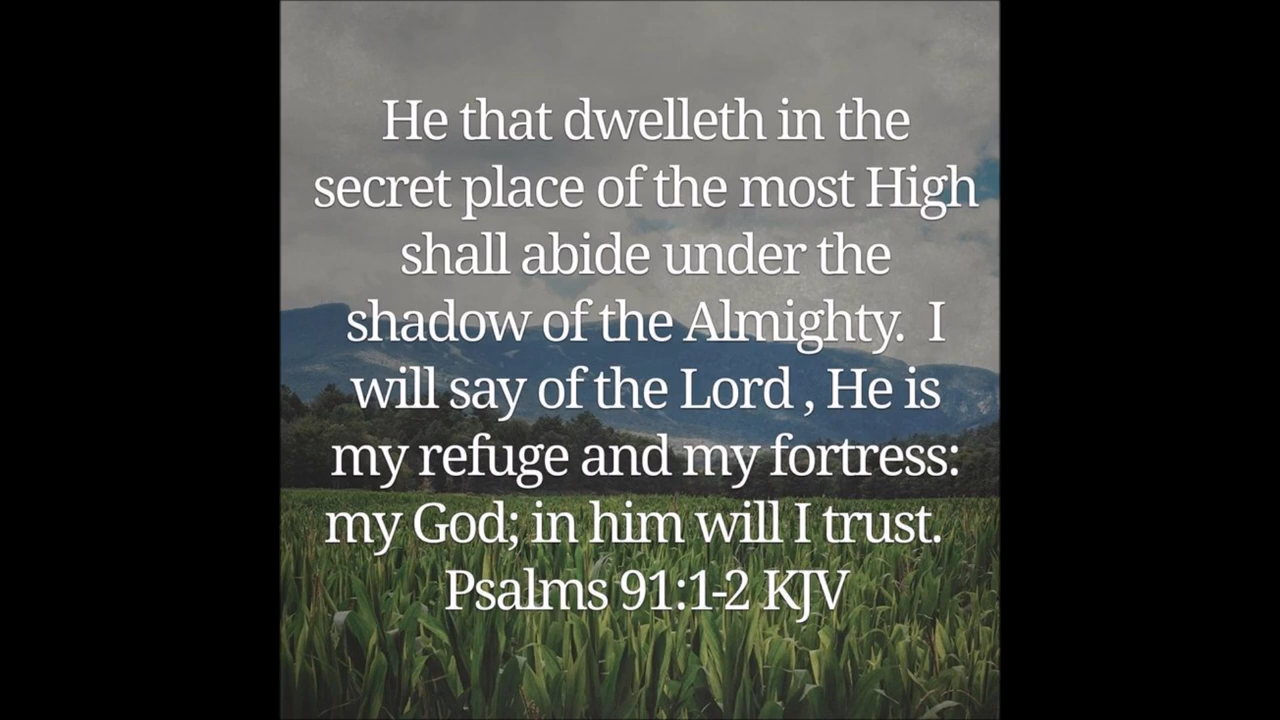 He that dwelleth in the
secret place of the most High
shall abide under the
shadow of the Almighty.  I
will say of the Lord , He is
my refuge and my fortress:
my God; in him will I trust.
Psalms 91:1-2 KJV